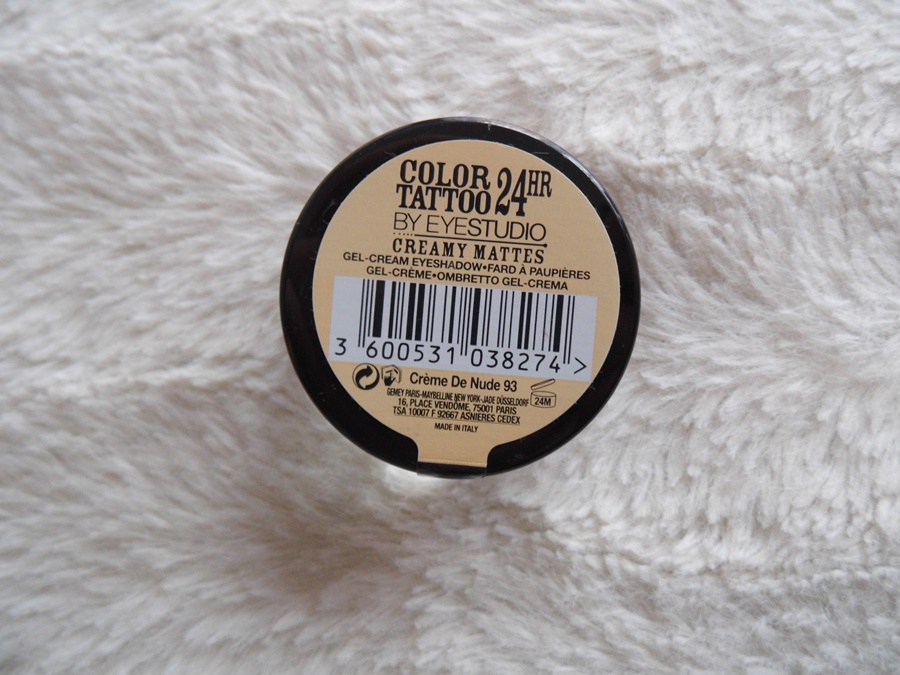 COLOR 24HR
TATTOO
BY EYESTUDIO
CREAMY MATTES
GEL-CREAM EYESHADOW•FARD À PAUPIÈRES
GEL-CRÈME•OMBRETTO GEL-CREMA
3 600531 038274 >
Crème De Nude 93
24M
GEMEY PARIS-MAYBELLINE NEW YORK-JADE DÜSSELDORF
16, PLACE VENDÔME, 75001 PARIS
TSA 10007 F 92667 ASNIERES CEDEX
MADE IN ITALY